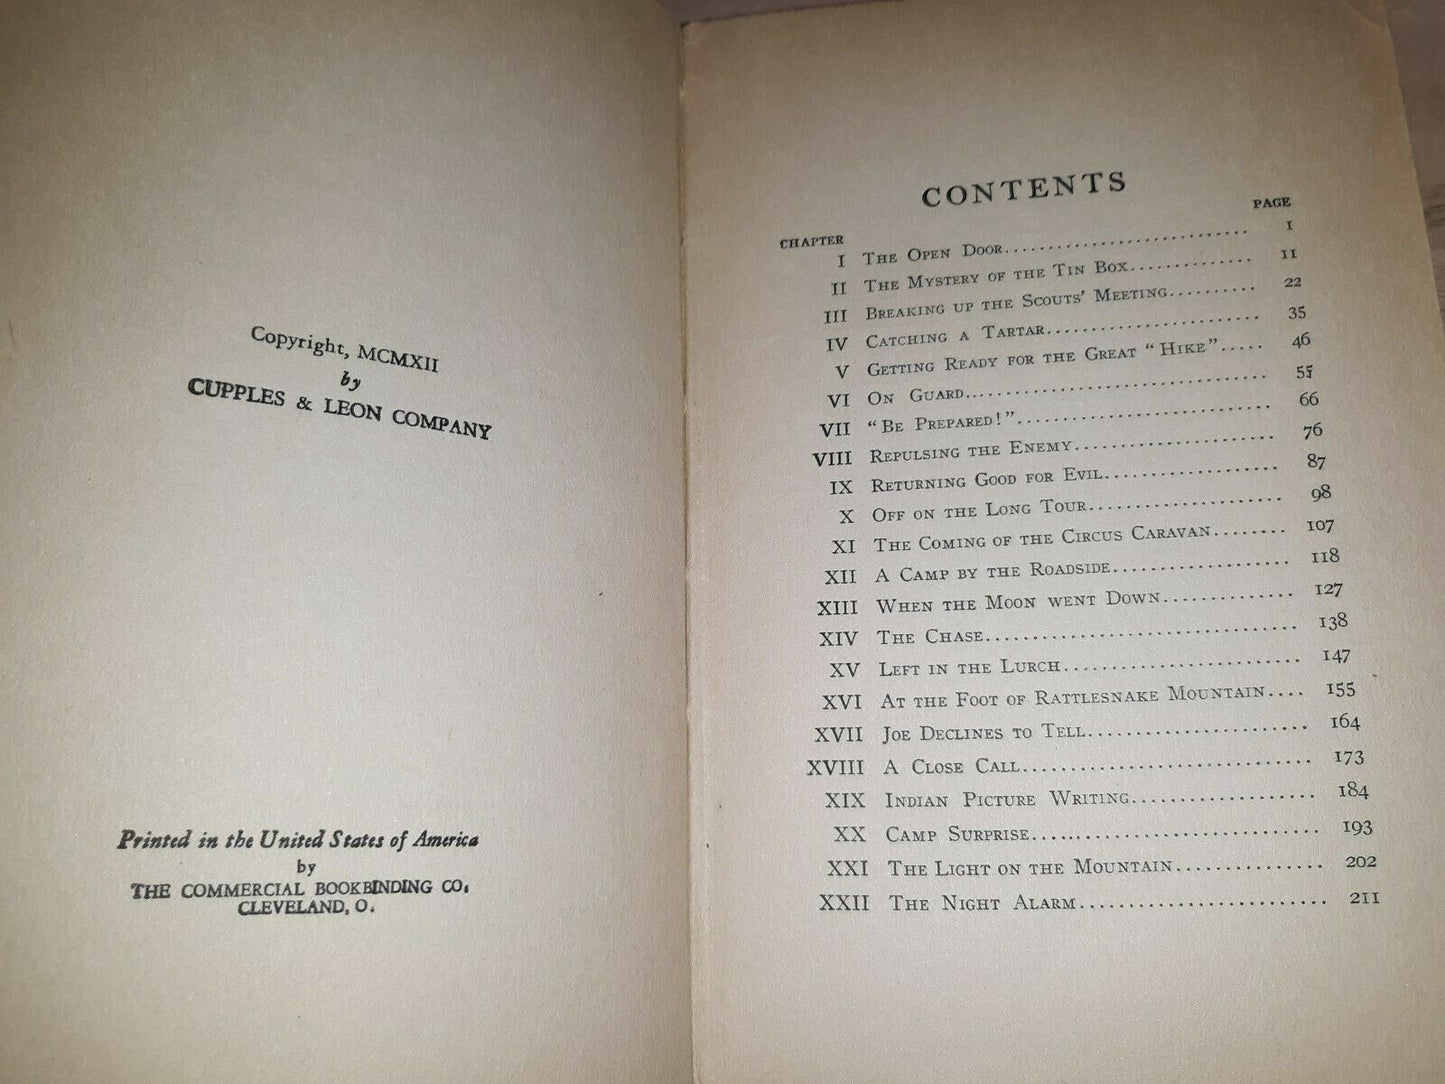 Copyright, MCMXII
by
CUPPLES & LEON COMPANY
Printed in the United States of America
by
THE COMMERCIAL BOOKBINDING CO.
CLEVELAND, O.
CONTENTS
CHAPTER PAGE
I THE OPEN DOOR............................ 1
II THE MYSTERY OF THE TIN BOX.............. 11
III BREAKING UP THE SCOUTS' MEETING.......... 22
IV CATCHING A TARTAR........................ 35
V GETTING READY FOR THE GREAT "HIKE"..... 46
VI ON GUARD................................. 55
VII "BE PREPARED!"........................... 66
VIII REPULSING THE ENEMY...................... 76
IX RETURNING GOOD FOR EVIL.................. 87
X OFF ON THE LONG TOUR..................... 98
XI THE COMING OF THE CIRCUS CARAVAN........ 107
XII A CAMP BY THE ROADSIDE................... 118
XIII WHEN THE MOON WENT DOWN.............. 127
XIV THE CHASE................................ 138
XV LEFT IN THE LURCH........................ 147
XVI AT THE FOOT OF RATTLESNAKE MOUNTAIN.... 155
XVII JOE DECLINES TO TELL..................... 164
XVIII A CLOSE CALL............................. 173
XIX INDIAN PICTURE WRITING................... 184
XX CAMP SURPRISE............................ 193
XXI THE LIGHT ON THE MOUNTAIN............... 202
XXII THE NIGHT ALARM......................... 211